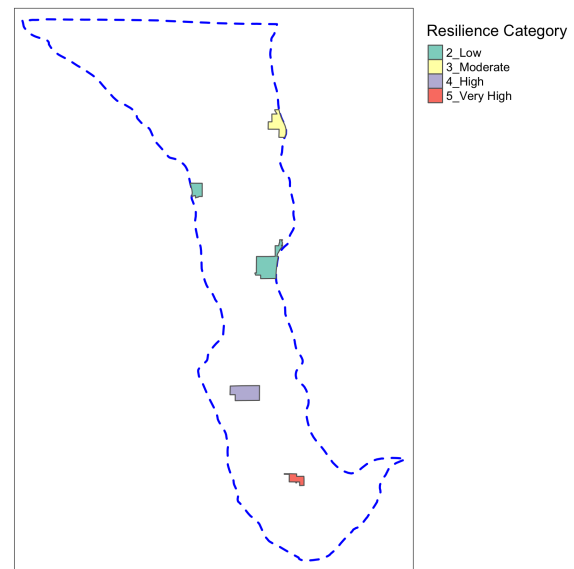 Resilience Category
2_Low
3_Moderate
4_High
5_Very High